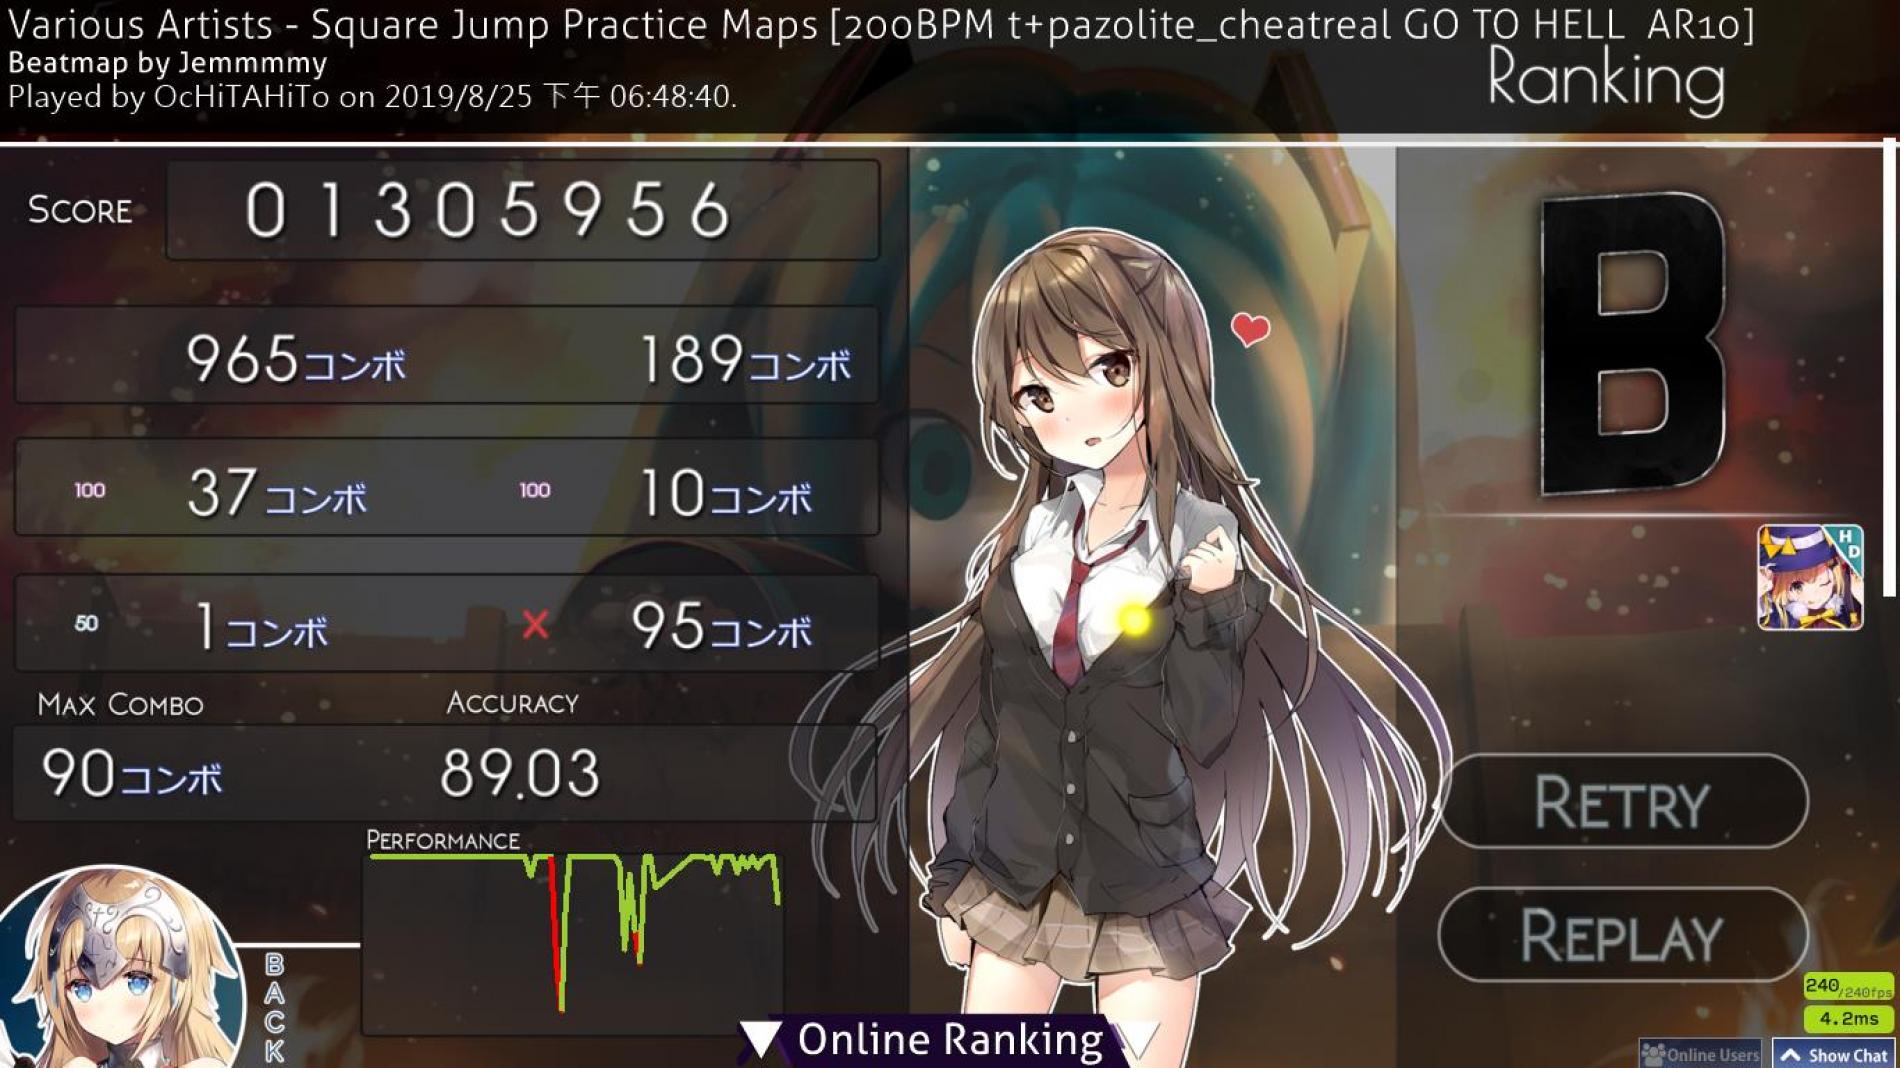 Various Artists - Square Jump Practice Maps [200BPM t+pazolite_cheatreal GO TO HELL  AR10]
Beatmap by Jemmmmy
Played by OcHiTAHiTo on 2019/8/25 下午 06:48:40.
Ranking
SCORE 01305956
965コンボ 189コンボ
100 37コンボ 100 10コンボ
50 1コンボ X 95コンボ
MAX COMBO ACCURACY
90コンボ 89.03
PERFORMANCE
B
HD
RETRY
REPLAY
BACK
Online Ranking
240/240fps
4.2ms
Online Users Show Chat